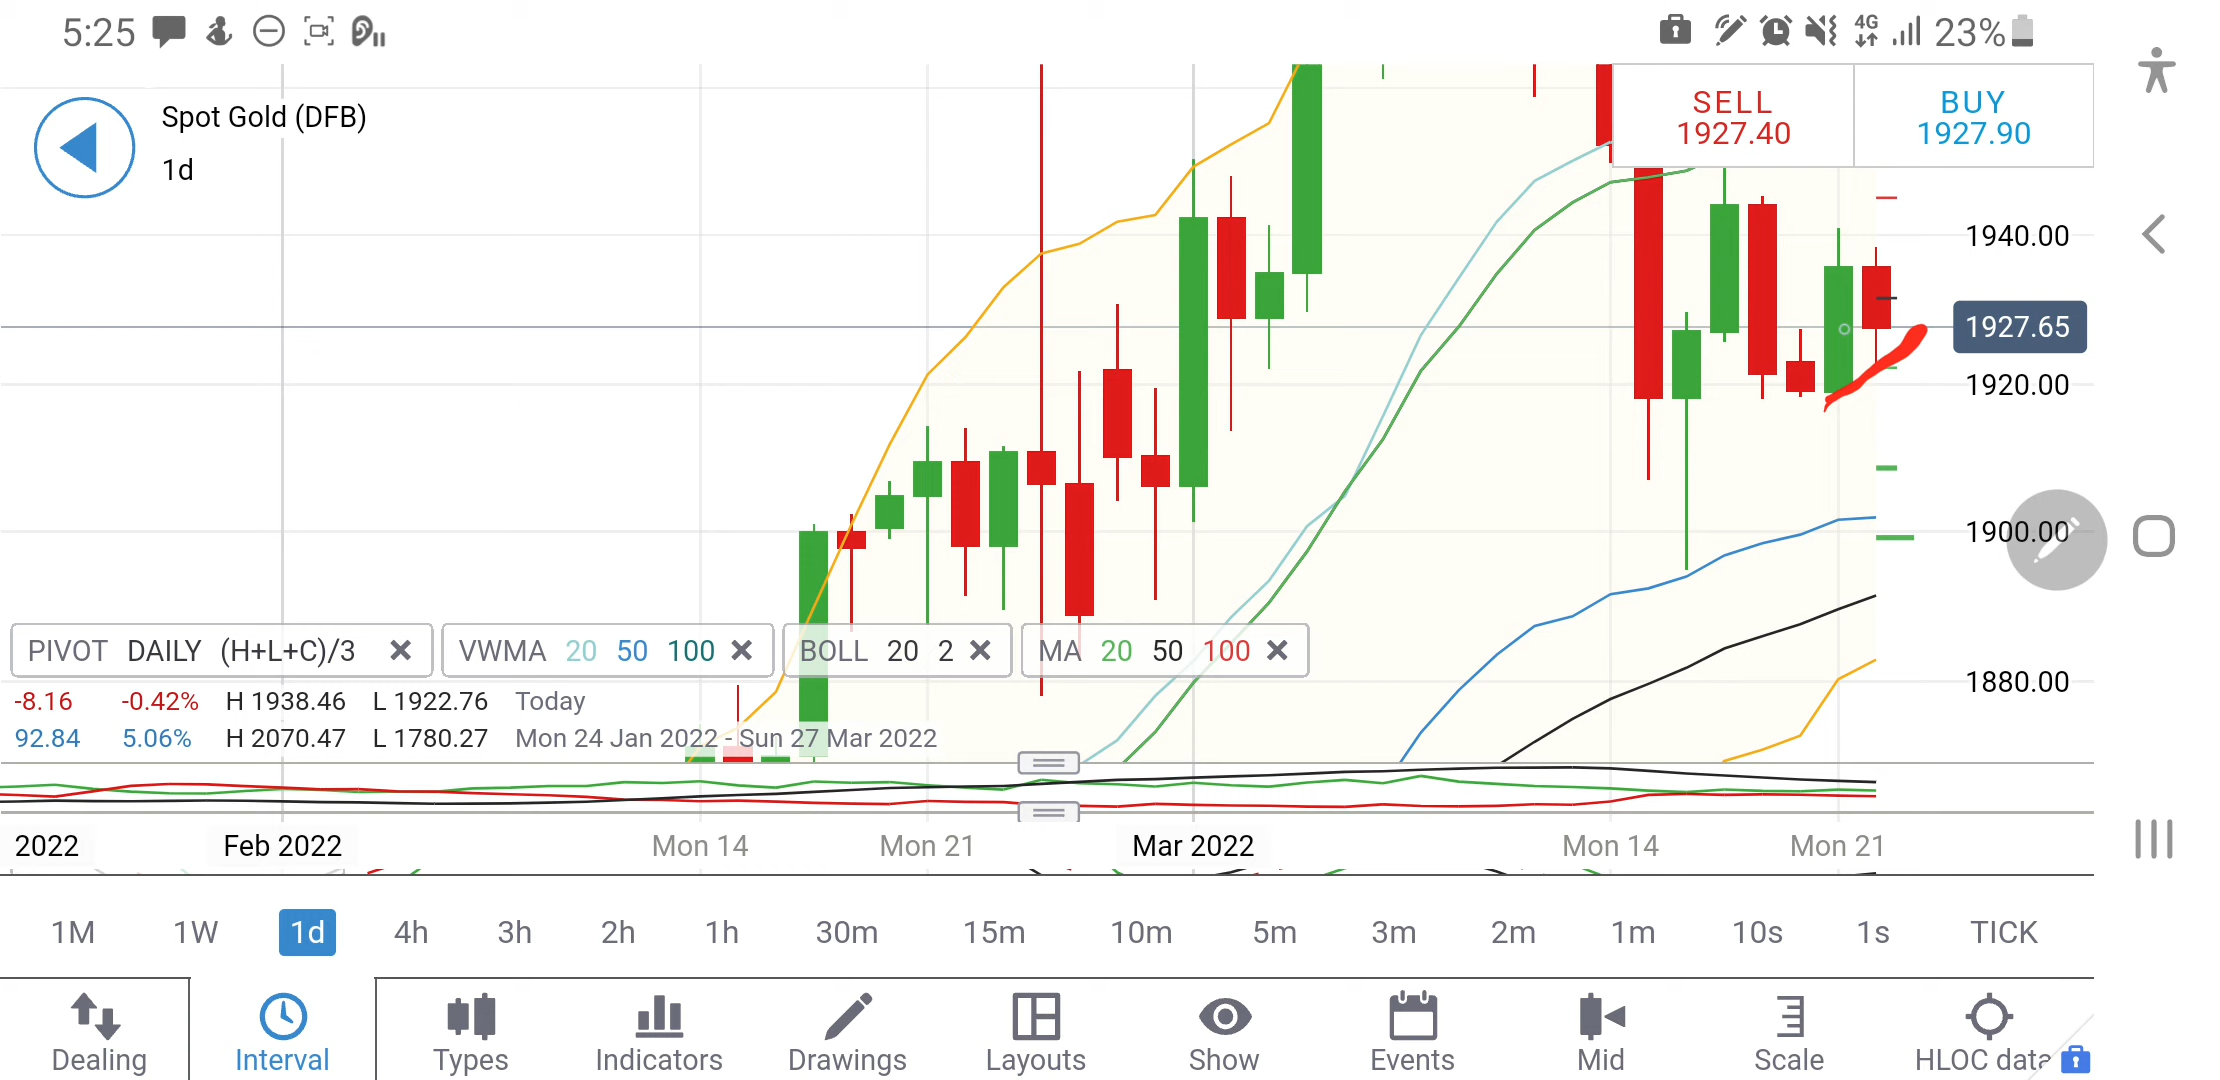 5:25 4G 23%
Spot Gold (DFB)
1d
SELL BUY
1927.40 1927.90
1940.00
1927.65
1920.00
1900.00
1880.00
PIVOT DAILY (H+L+C)/3 VWMA 20 50 100 BOLL 20 2 MA 20 50 100
-8.16 -0.42% H 1938.46 L 1922.76 Today
92.84 5.06% H 2070.47 L 1780.27 Mon 24 Jan 2022 - Sun 27 Mar 2022
2022 Feb 2022 Mon 14 Mon 21 Mar 2022 Mon 14 Mon 21
1M 1W 1d 4h 3h 2h 1h 30m 15m 10m 5m 3m 2m 1m 10s 1s TICK
Dealing Interval Types Indicators Drawings Layouts Show Events Mid Scale HLOC data